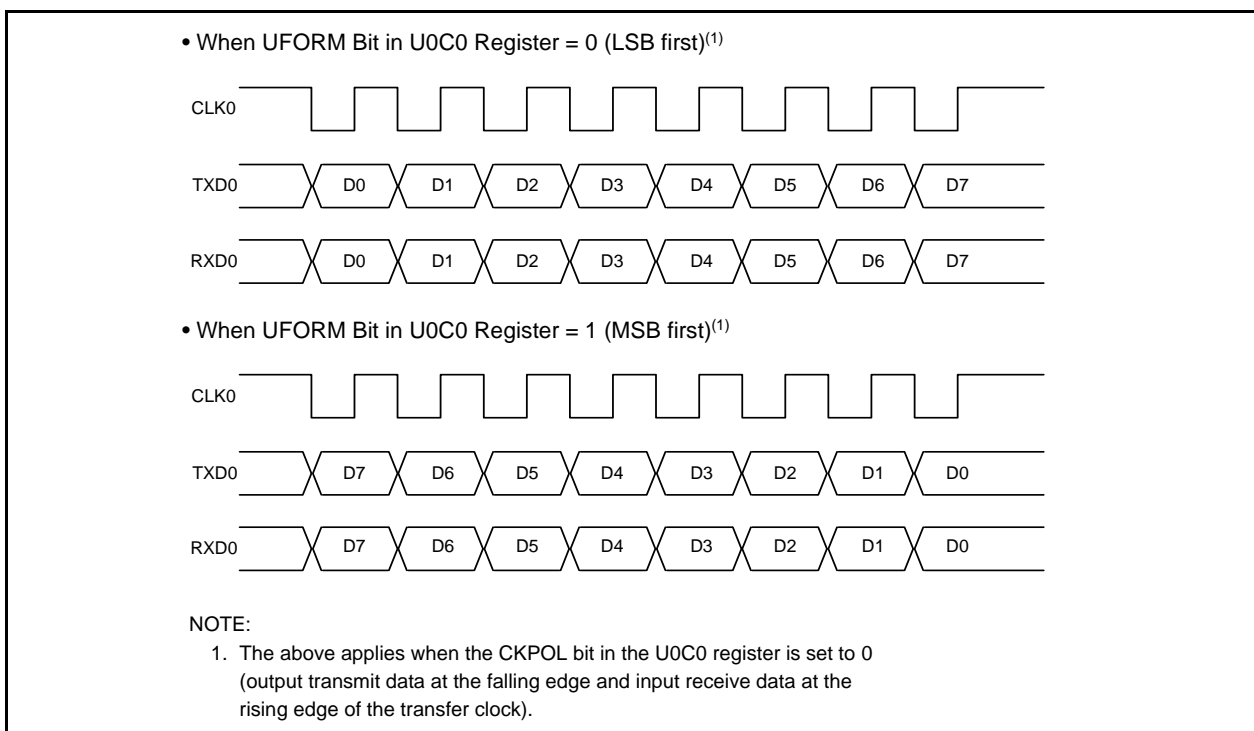 • When UFORM Bit in U0C0 Register = 0 (LSB first)(1)
CLK0
TXD0 D0 D1 D2 D3 D4 D5 D6 D7
RXD0 D0 D1 D2 D3 D4 D5 D6 D7
• When UFORM Bit in U0C0 Register = 1 (MSB first)(1)
CLK0
TXD0 D7 D6 D5 D4 D3 D2 D1 D0
RXD0 D7 D6 D5 D4 D3 D2 D1 D0
NOTE:
1. The above applies when the CKPOL bit in the U0C0 register is set to 0
(output transmit data at the falling edge and input receive data at the
rising edge of the transfer clock).